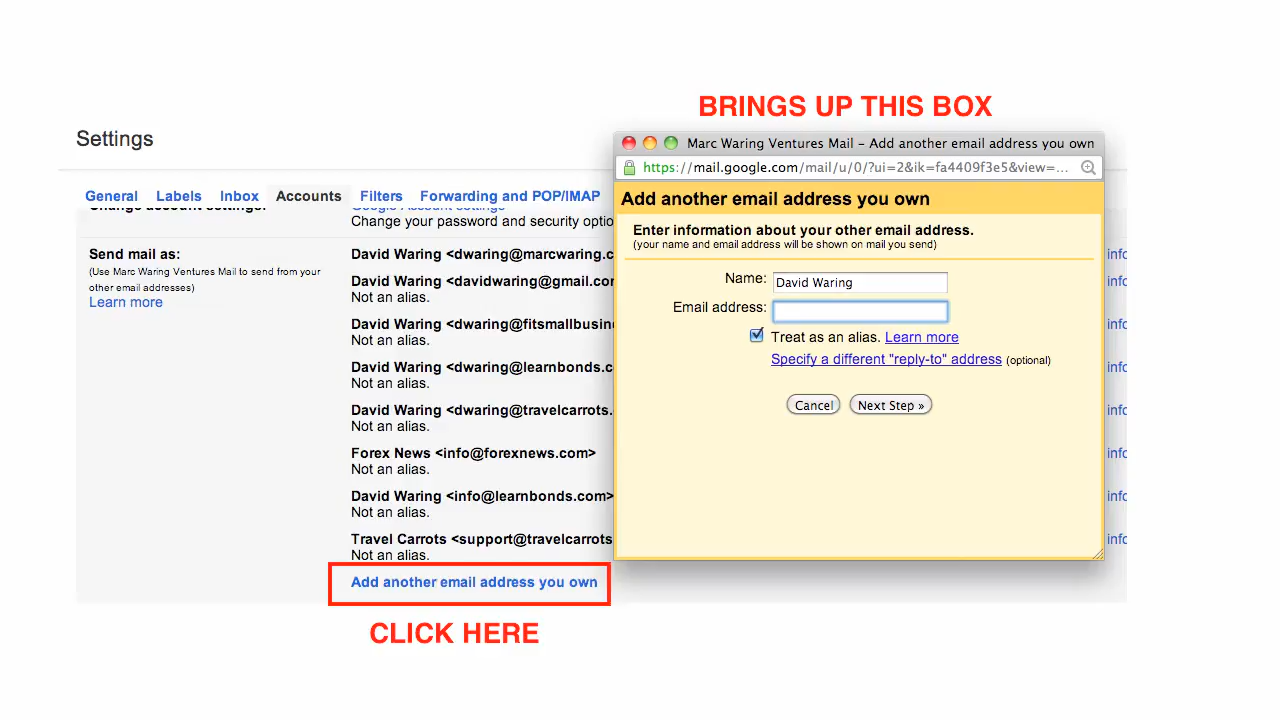 BRINGS UP THIS BOX
Settings
General Labels Inbox Accounts Filters Forwarding and POP/IMAP
Change account settings: Google Account settings
Change your password and security optio
Send mail as:
(Use Marc Waring Ventures Mail to send from your
other email addresses)
Learn more
David Waring <dwaring@marcwaring.c
info
David Waring <davidwaring@gmail.cor
Not an alias.
info
David Waring <dwaring@fitsmallbusin
Not an alias.
info
David Waring <dwaring@learnbonds.c
Not an alias.
info
David Waring <dwaring@travelcarrots.
Not an alias.
info
Forex News <info@forexnews.com>
Not an alias.
info
David Waring <info@learnbonds.com>
Not an alias.
info
Travel Carrots <support@travelcarrots
Not an alias.
info
Add another email address you own
CLICK HERE
Marc Waring Ventures Mail – Add another email address you own
https://mail.google.com/mail/u/0/?ui=2&ik=fa4409f3e5&view=...
Add another email address you own
Enter information about your other email address.
(your name and email address will be shown on mail you send)
Name: David Waring
Email address:
Treat as an alias. Learn more
Specify a different "reply-to" address (optional)
Cancel Next Step »